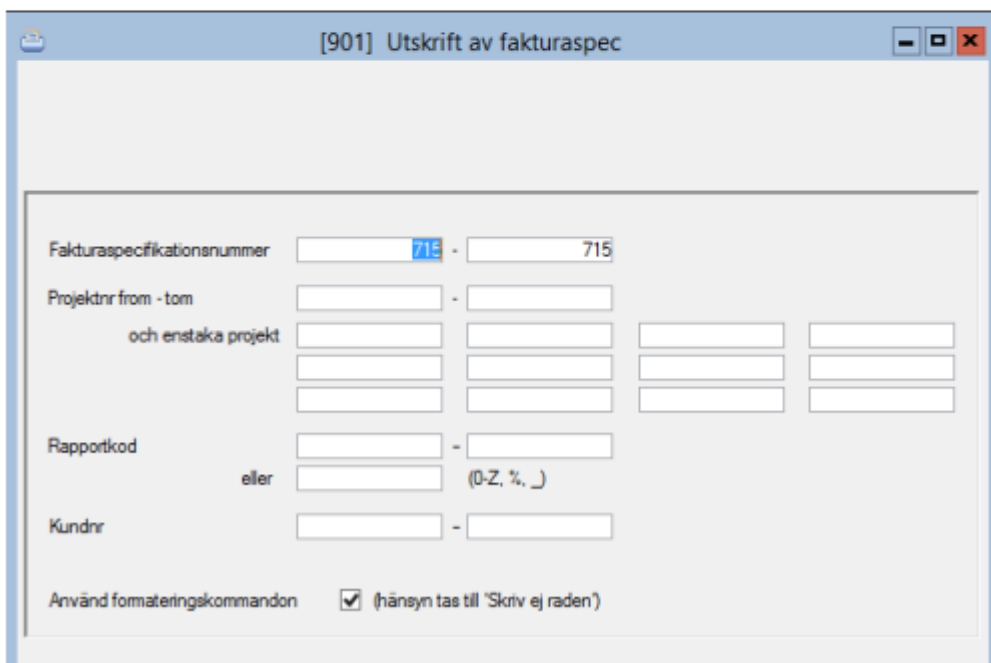 [901] Utskrift av fakturaspec
Fakturaspecifikationsnummer 715 - 715
Projektnr from - tom -
och enstaka projekt
Rapportkod -
eller (0-Z, %, _)
Kundnr -
Använd formateringskommandon (hänsyn tas till 'Skriv ej raden')